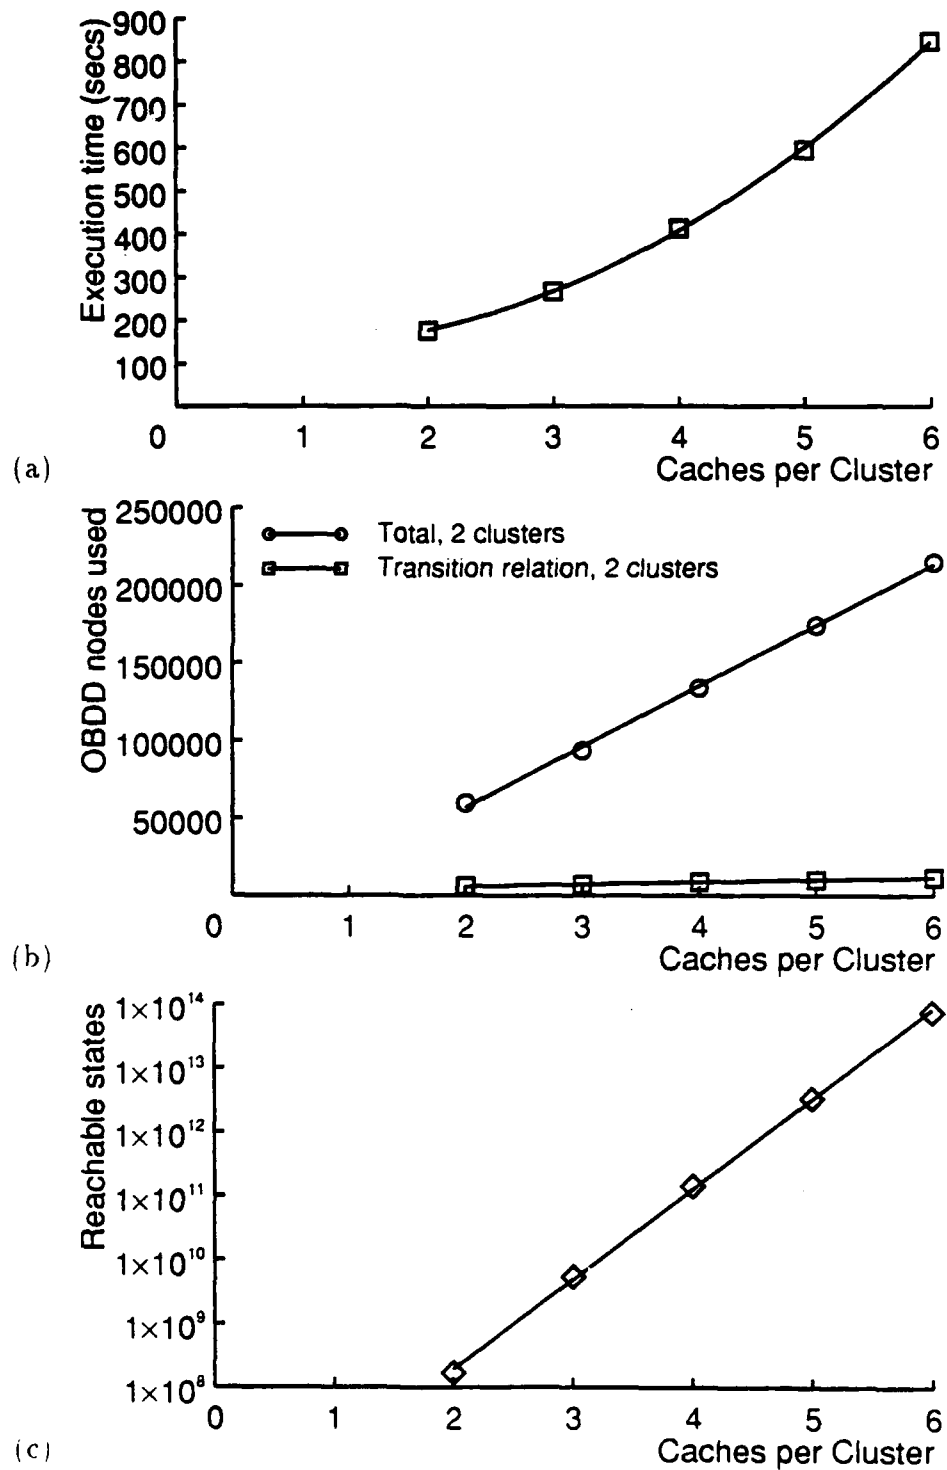 Execution time (secs)
900
800
700
600
500
400
300
200
100
0 1 2 3 4 5 6
(a)
Caches per Cluster
OBDD nodes used
250000
200000
150000
100000
50000
Total, 2 clusters
Transition relation, 2 clusters
0 1 2 3 4 5 6
(b)
Caches per Cluster
Reachable states
1×10¹⁴
1×10¹³
1×10¹²
1×10¹¹
1×10¹⁰
1×10⁹
1×10⁸
0 1 2 3 4 5 6
(c)
Caches per Cluster